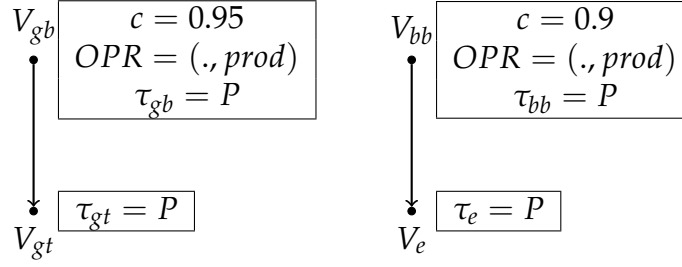 V_gb
c = 0.95
OPR = (., prod)
τ_gb = P
τ_gt = P
V_gt
V_bb
c = 0.9
OPR = (., prod)
τ_bb = P
τ_e = P
V_e